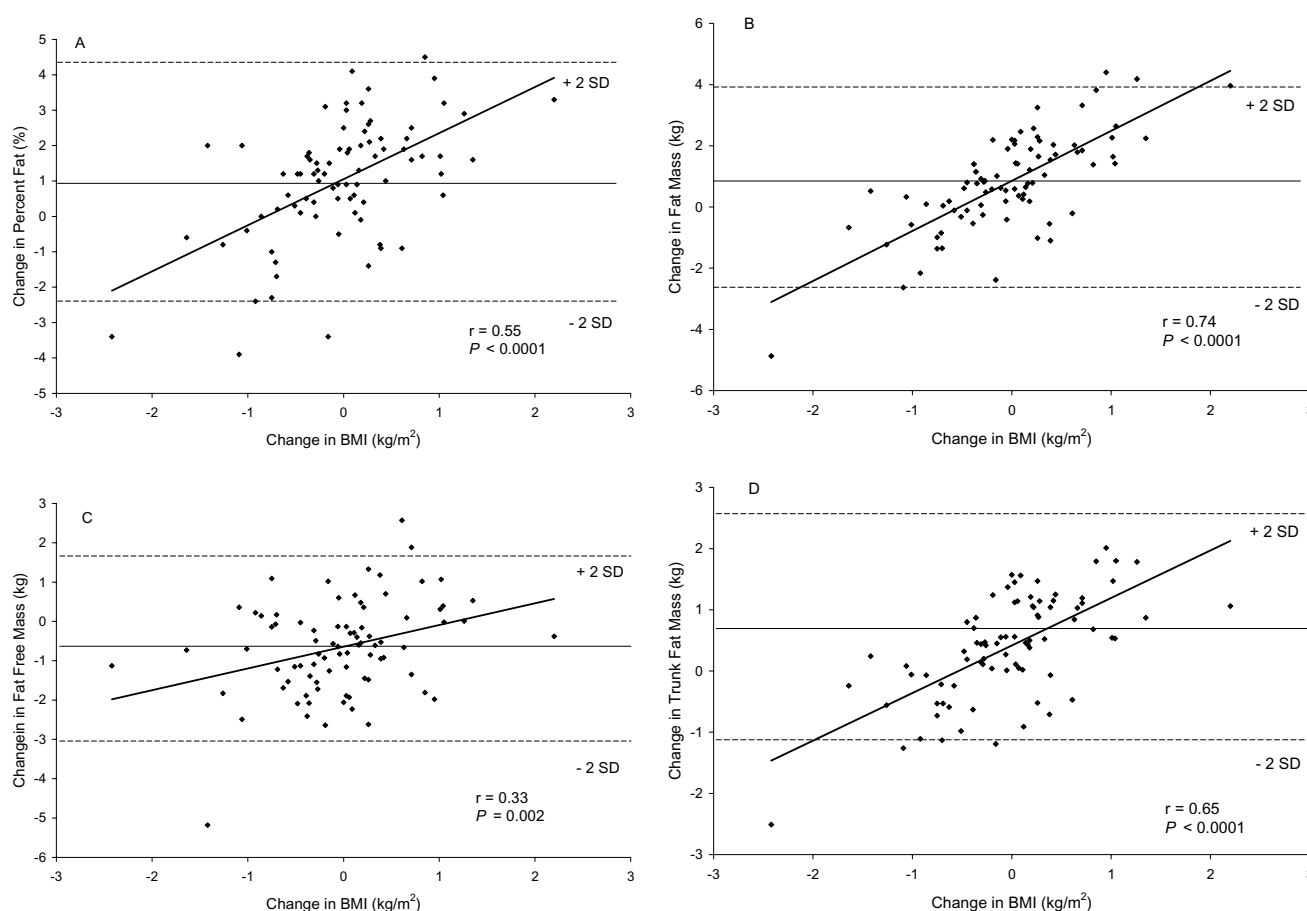 A
Change in Percent Fat (%)
5
4
3
2
1
0
-1
-2
-3
-4
-5
+ 2 SD
- 2 SD
r = 0.55
P < 0.0001
-3 -2 -1 0 1 2 3
Change in BMI (kg/m²)
B
Change in Fat Mass (kg)
6
4
2
0
-2
-4
-6
+ 2 SD
- 2 SD
r = 0.74
P < 0.0001
-3 -2 -1 0 1 2 3
Change in BMI (kg/m²)
C
Changein in Fat Free Mass (kg)
3
2
1
0
-1
-2
-3
-4
-5
-6
+ 2 SD
- 2 SD
r = 0.33
P = 0.002
-3 -2 -1 0 1 2 3
Change in BMI (kg/m²)
D
Change in Trunk Fat Mass (kg)
3
2
1
0
-1
-2
-3
+ 2 SD
- 2 SD
r = 0.65
P < 0.0001
-3 -2 -1 0 1 2 3
Change in BMI (kg/m²)